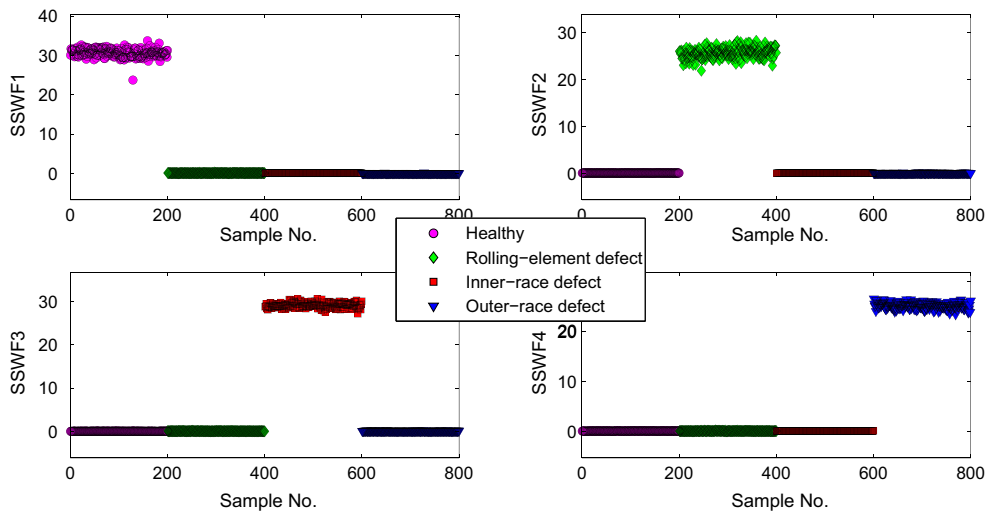 40
30
20
10
0
SSWF1
0 200 400 600 800
Sample No.
30
20
10
0
SSWF2
0 200 400 600 800
Sample No.
Healthy
Rolling−element defect
Inner−race defect
Outer−race defect
30
20
10
0
SSWF3
0 200 400 600 800
Sample No.
20
10
0
SSWF4
0 200 400 600 800
Sample No.